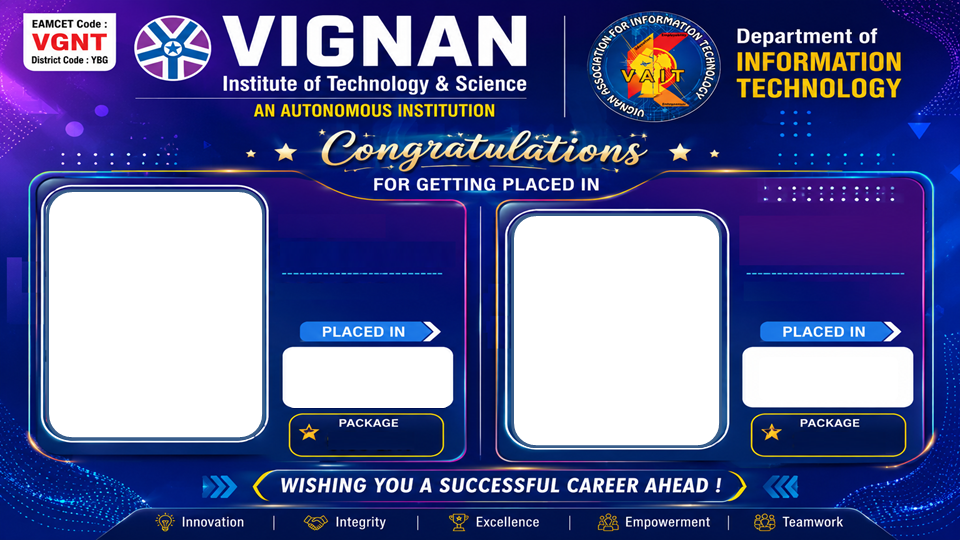 EAMCET Code :
VGNT
District Code : YBG
VIGNAN
Institute of Technology & Science
AN AUTONOMOUS INSTITUTION
VIGNAN ASSOCIATION FOR INFORMATION TECHNOLOGY
VAIT
Department of
INFORMATION
TECHNOLOGY
Congratulations
FOR GETTING PLACED IN
PLACED IN
PACKAGE
PLACED IN
PACKAGE
WISHING YOU A SUCCESSFUL CAREER AHEAD !
Innovation
Integrity
Excellence
Empowerment
Teamwork